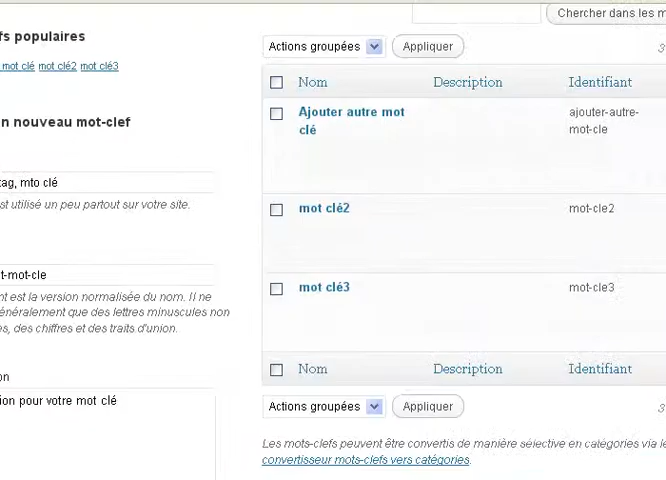 Chercher dans les m
fs populaires
Actions groupées Appliquer 3
mot clé mot clé2 mot clé3
Nom Description Identifiant
Ajouter autre mot clé
ajouter-autre-mot-cle
n nouveau mot-clef
tag, mto clé
st utilisé un peu partout sur votre site.
mot clé2 mot-cle2
t-mot-cle
nt est la version normalisée du nom. Il ne
énéralement que des lettres minuscules non
es, des chiffres et des traits d'union.
mot clé3 mot-cle3
Nom Description Identifiant
on
ion pour votre mot clé
Actions groupées Appliquer 3
Les mots-clefs peuvent être convertis de manière sélective en catégories via le
convertisseur mots-clefs vers catégories.